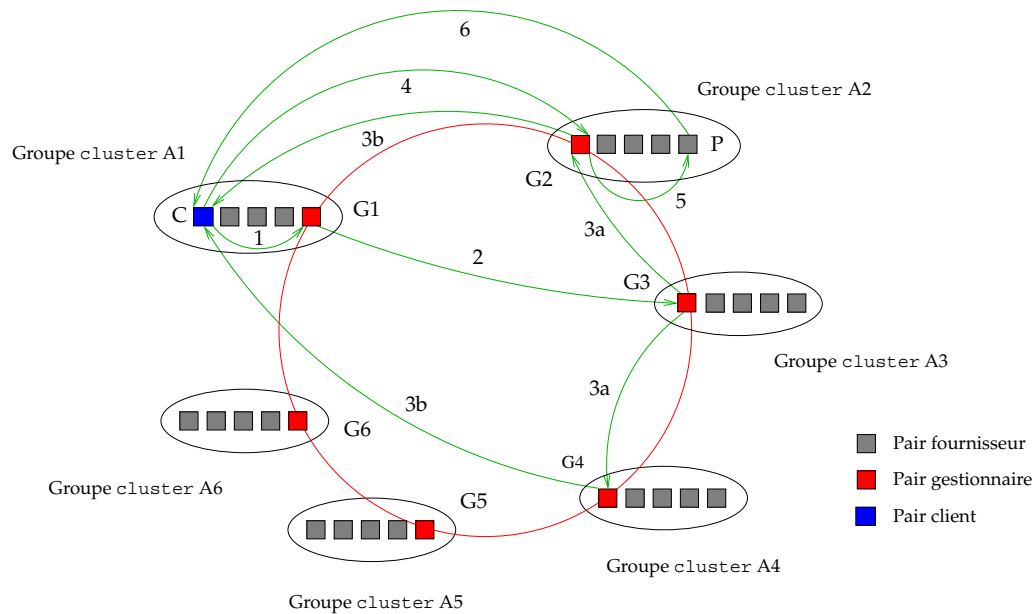 6
Groupe cluster A2
4
3b
Groupe cluster A1
P
G2
5
C
G1
1
3a
2
G3
Groupe cluster A3
3a
3b
G6
Pair fournisseur
G4
Pair gestionnaire
Groupe cluster A6
G5
Pair client
Groupe cluster A4
Groupe cluster A5